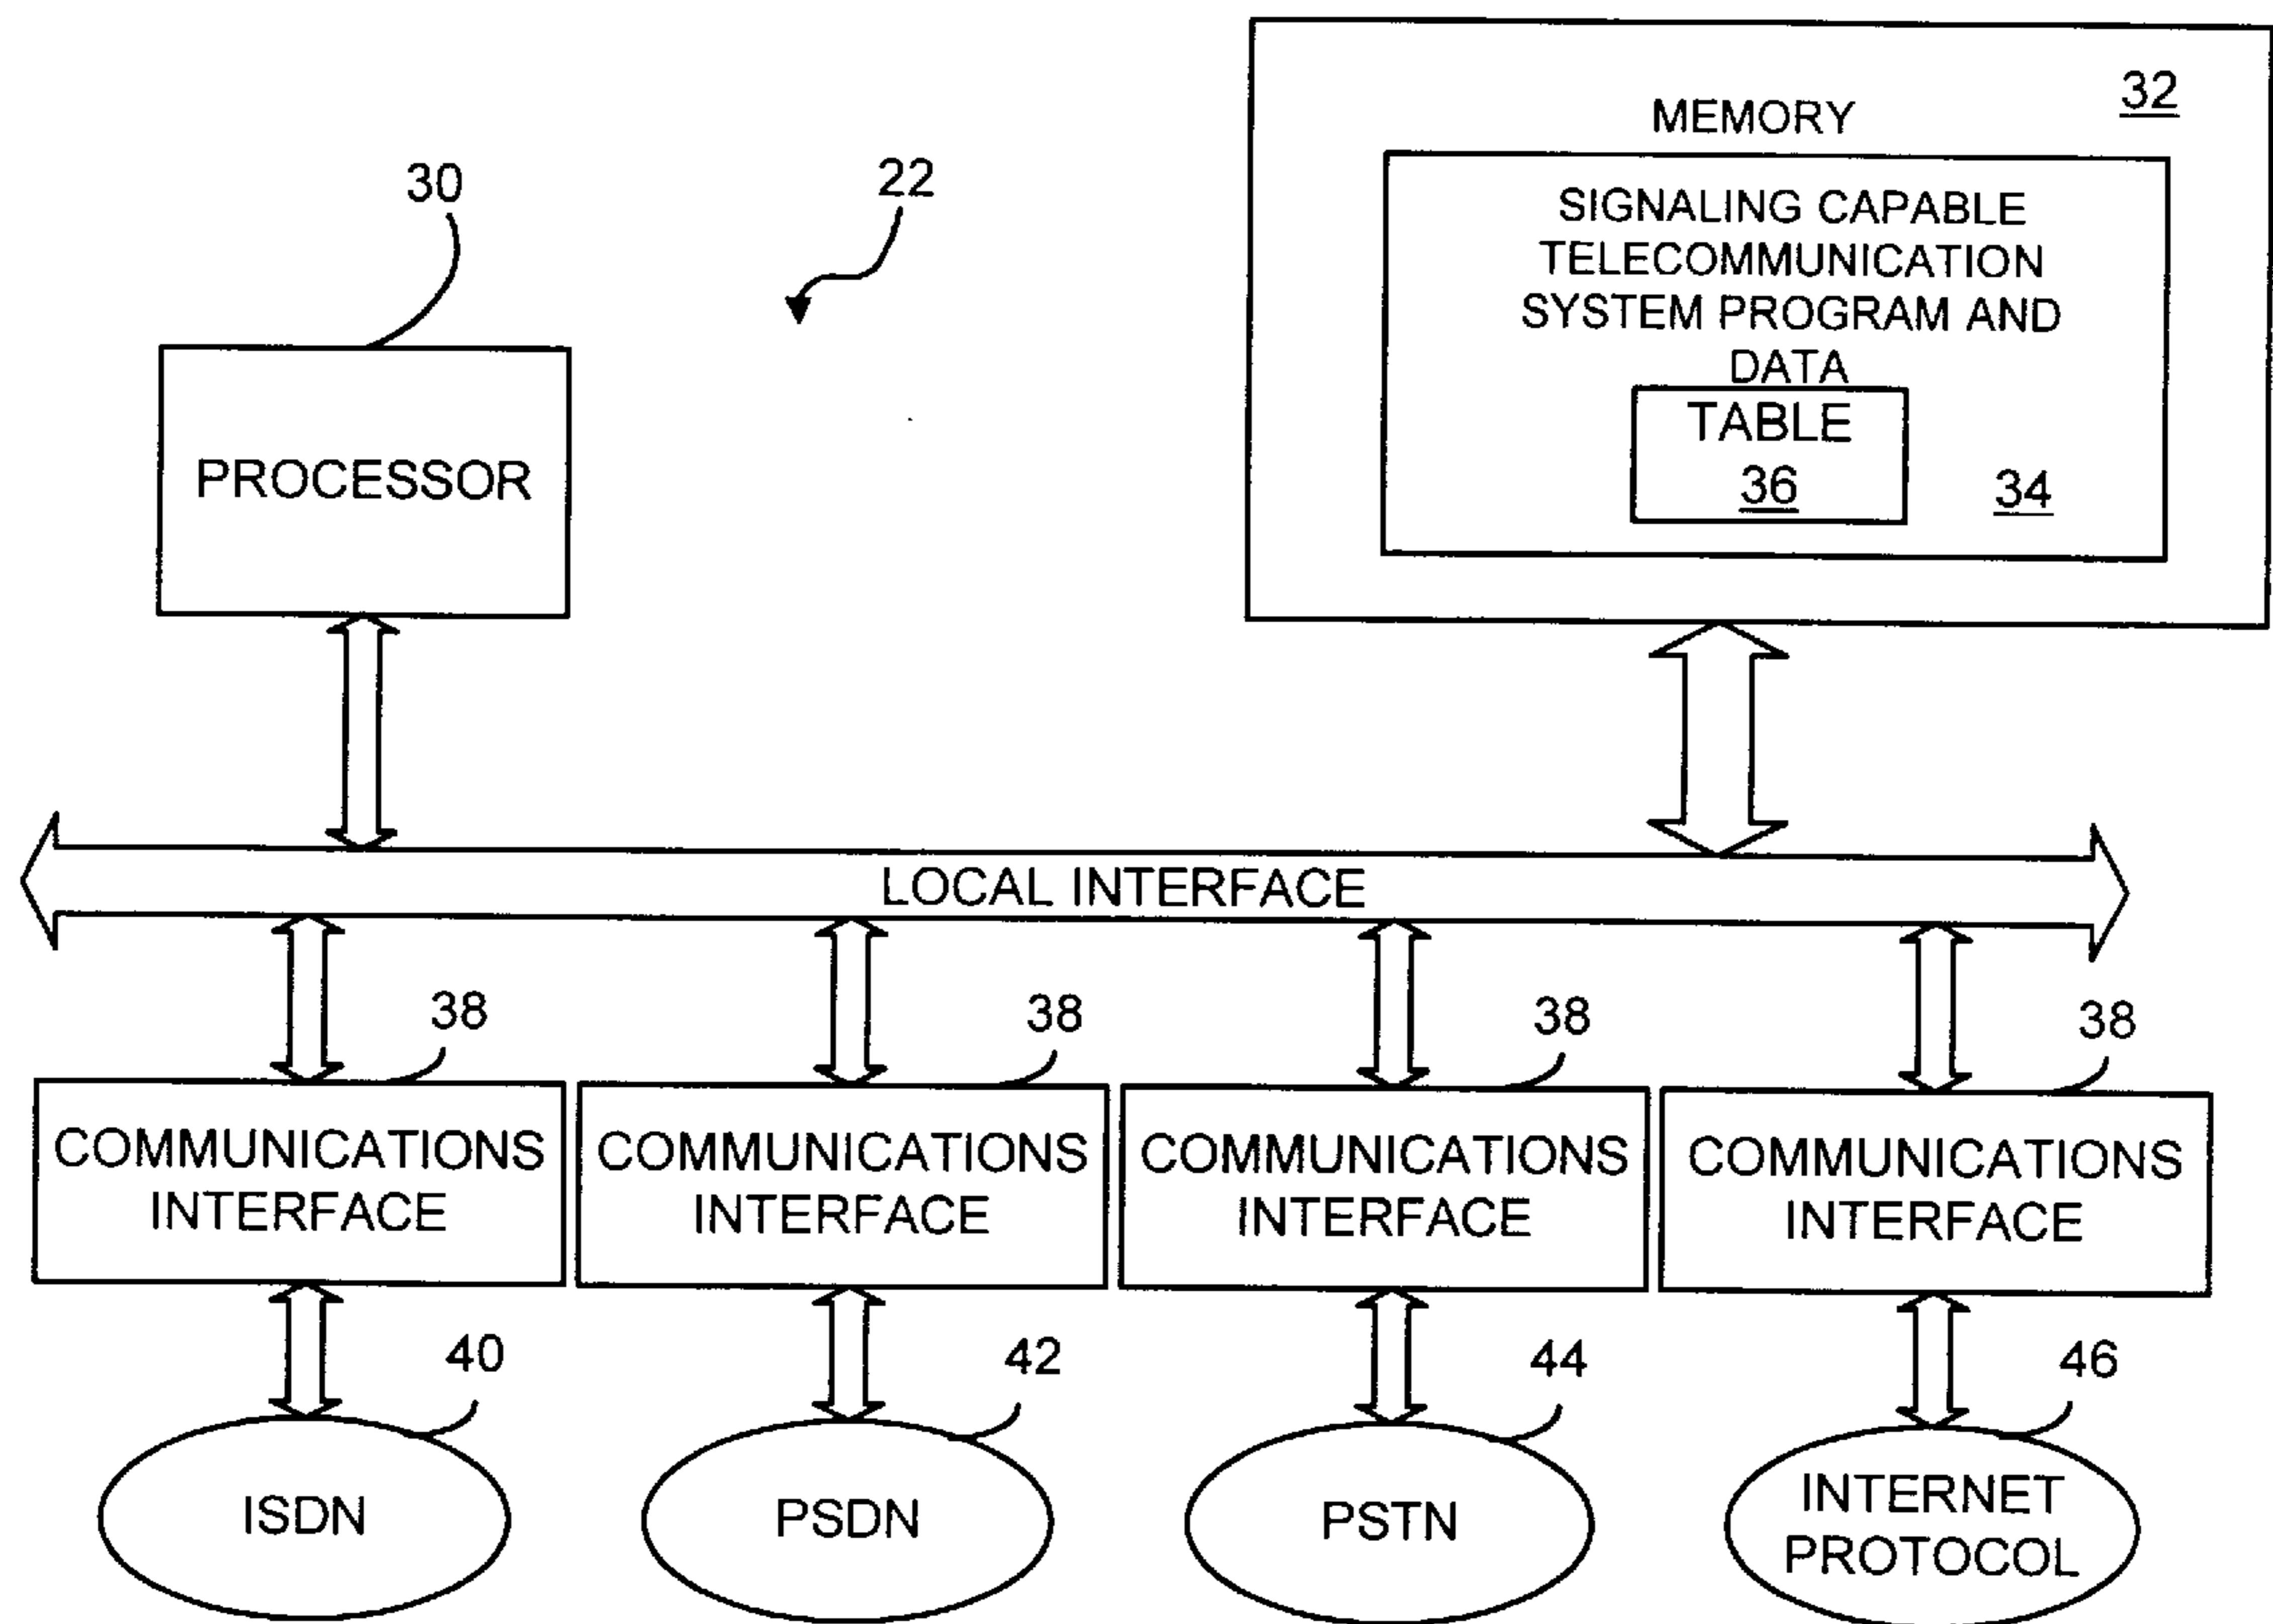 32
MEMORY
30
22
SIGNALING CAPABLE
TELECOMMUNICATION
SYSTEM PROGRAM AND
DATA
TABLE
36
34
PROCESSOR
LOCAL INTERFACE
38
38
38
38
COMMUNICATIONS
INTERFACE
COMMUNICATIONS
INTERFACE
COMMUNICATIONS
INTERFACE
COMMUNICATIONS
INTERFACE
40
42
44
46
ISDN
PSDN
PSTN
INTERNET
PROTOCOL